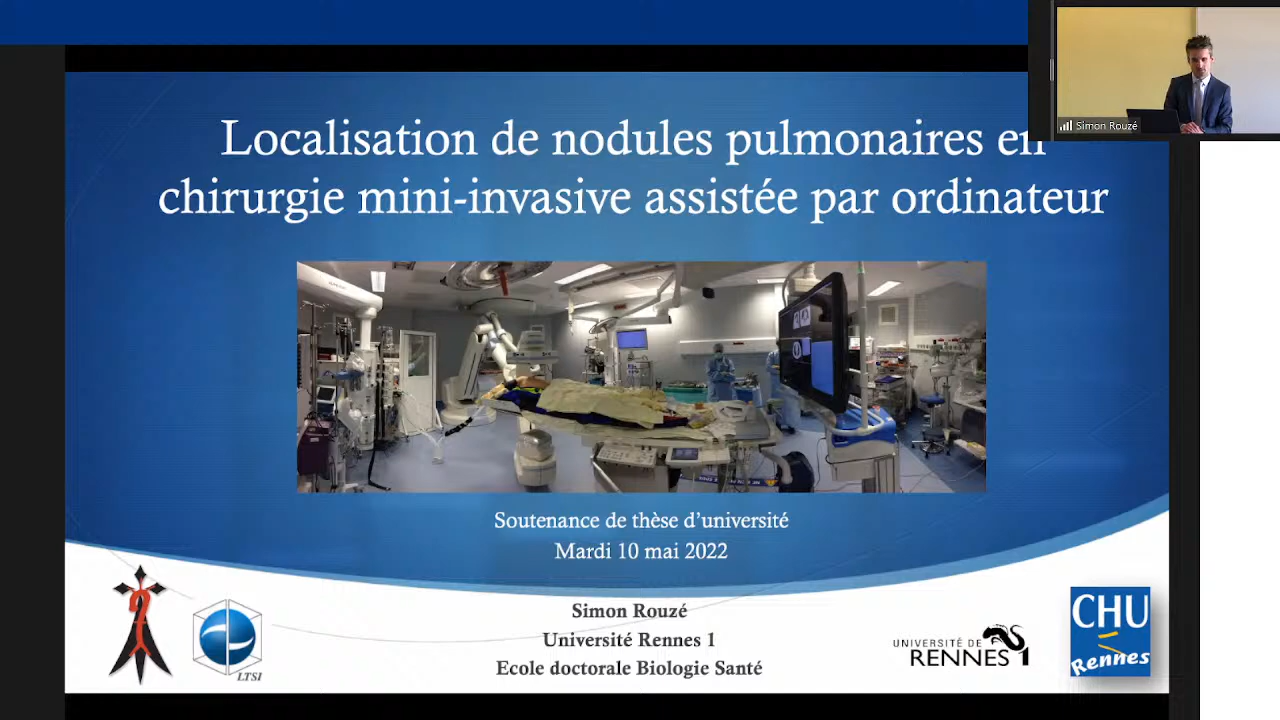 Simon Rouzé
Localisation de nodules pulmonaires en
chirurgie mini-invasive assistée par ordinateur
Soutenance de thèse d'université
Mardi 10 mai 2022
Simon Rouzé
Université Rennes 1
Ecole doctorale Biologie Santé
LTSI
UNIVERSITÉ DE
RENNES 1
CHU
Rennes